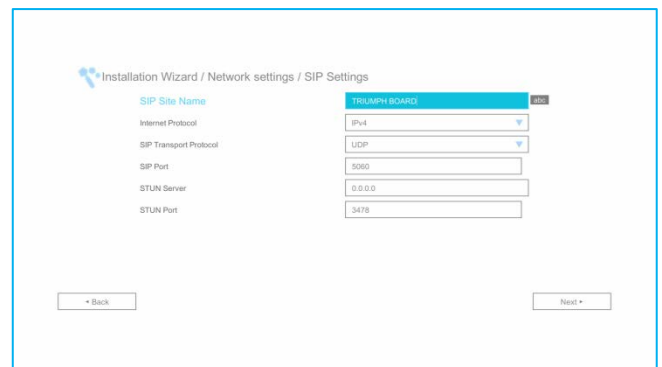 Installation Wizard / Network settings / SIP Settings
SIP Site Name TRIUMPH BOARD abc
Internet Protocol IPv4
SIP Transport Protocol UDP
SIP Port 5060
STUN Server 0.0.0.0
STUN Port 3478
Back Next